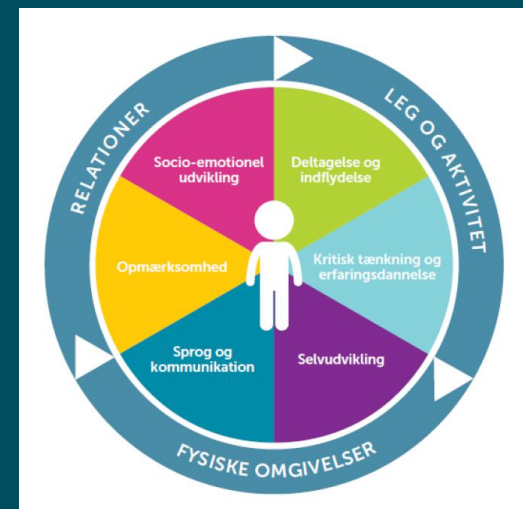 RELATIONER
LEG OG AKTIVITET
Socio-emotionel
udvikling
Deltagelse og
indflydelse
Opmærksomhed
Kritisk tænkning og
erfaringsdannelse
Sprog og
kommunikation
Selvudvikling
FYSISKE OMGIVELSER